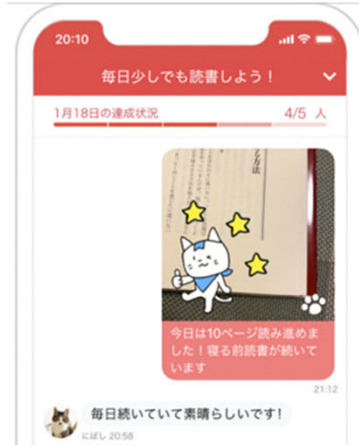 20:10
毎日少しでも読書しよう！
1月18日の達成状況
4/5 人
今日は10ページ読み進めま
した！寝る前読書が続いて
います
21:12
毎日続いていて素晴らしいです!
にぼし 20:58